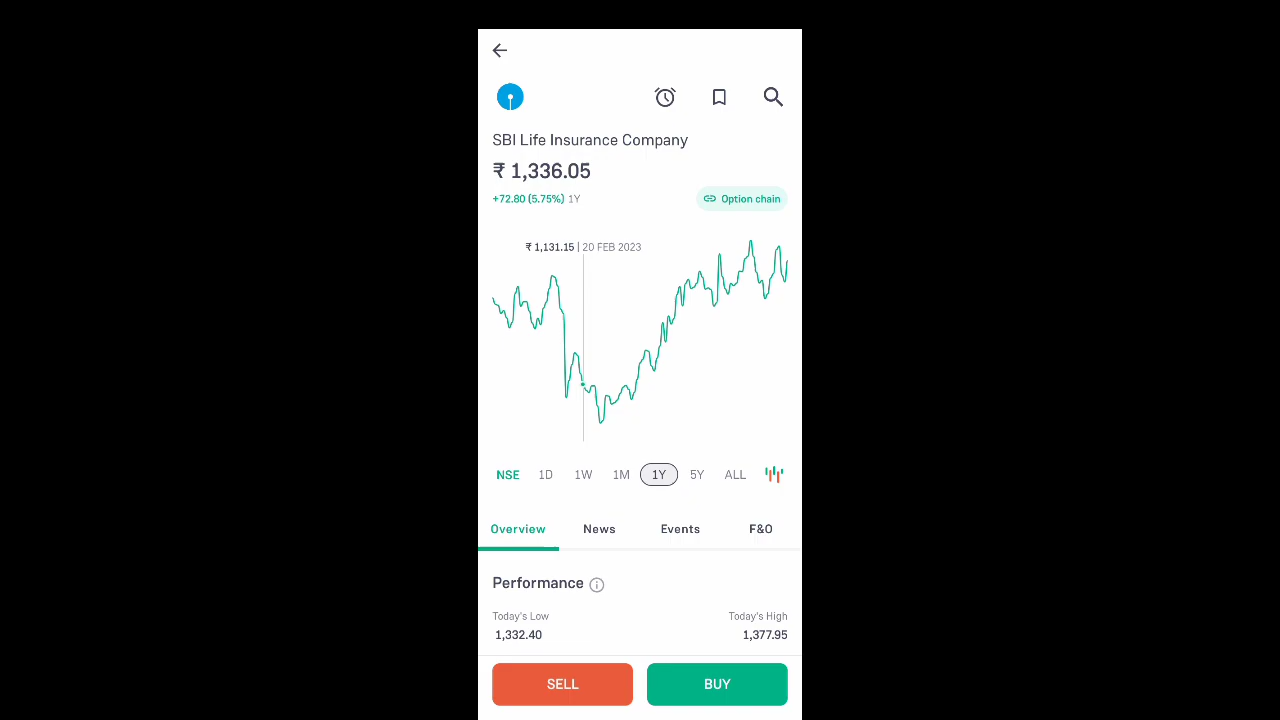 SBI Life Insurance Company
₹ 1,336.05
+72.80 (5.75%) 1Y
Option chain
₹ 1,131.15 | 20 FEB 2023
NSE 1D 1W 1M 1Y 5Y ALL
Overview News Events F&O
Performance
Today's Low Today's High
1,332.40 1,377.95
SELL BUY